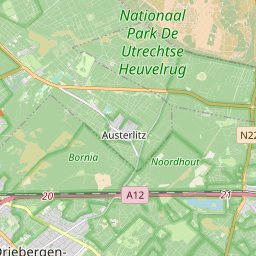 Nationaal
Park De
Utrechtse
Heuvelrug
N22
Austerlitz
Bornia
Noordhout
20
A12
21
Driebergen-